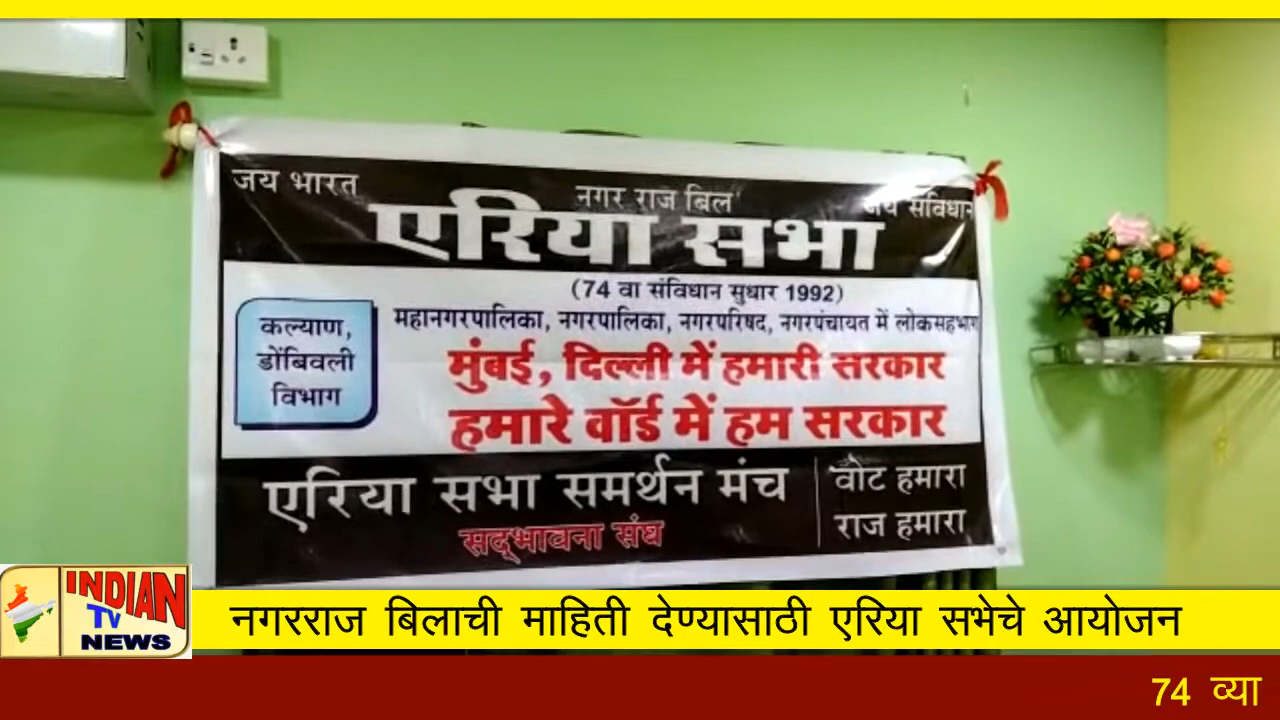 जय भारत
नगर राज बिल
जय संविधान
एरिया सभा
(74 वा संविधान सुधार 1992)
कल्याण,
डोंबिवली
विभाग
महानगरपालिका, नगरपालिका, नगरपरिषद, नगरपंचायत में लोकसहभाग
मुंबई, दिल्ली में हमारी सरकार
हमारे वॉर्ड में हम सरकार
एरिया सभा समर्थन मंच
सद्भावना संघ
वोट हमारा
राज हमारा
INDIAN
TV
NEWS
नगरराज बिलाची माहिती देण्यासाठी एरिया सभेचे आयोजन
74 व्या